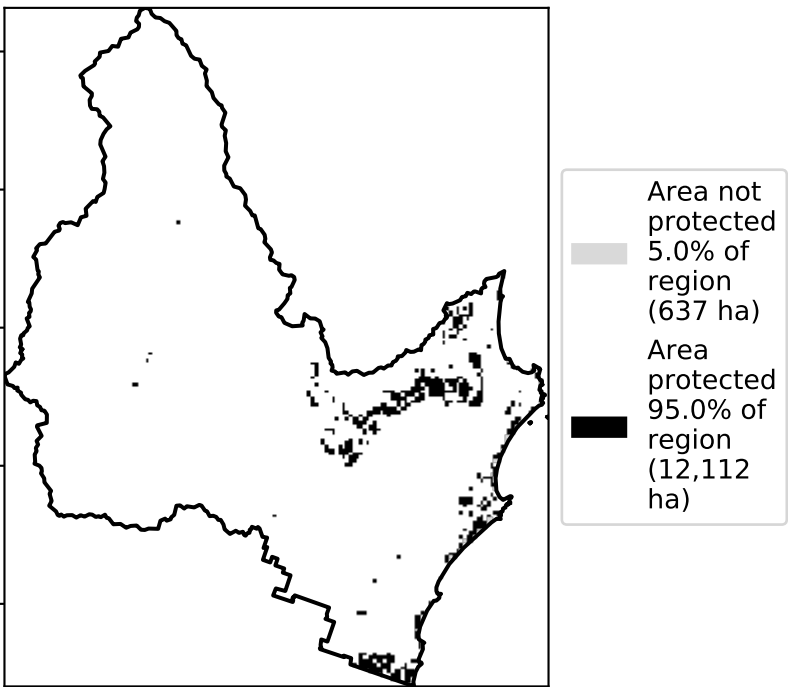 Area not
protected
5.0% of
region
(637 ha)
Area
protected
95.0% of
region
(12,112
ha)